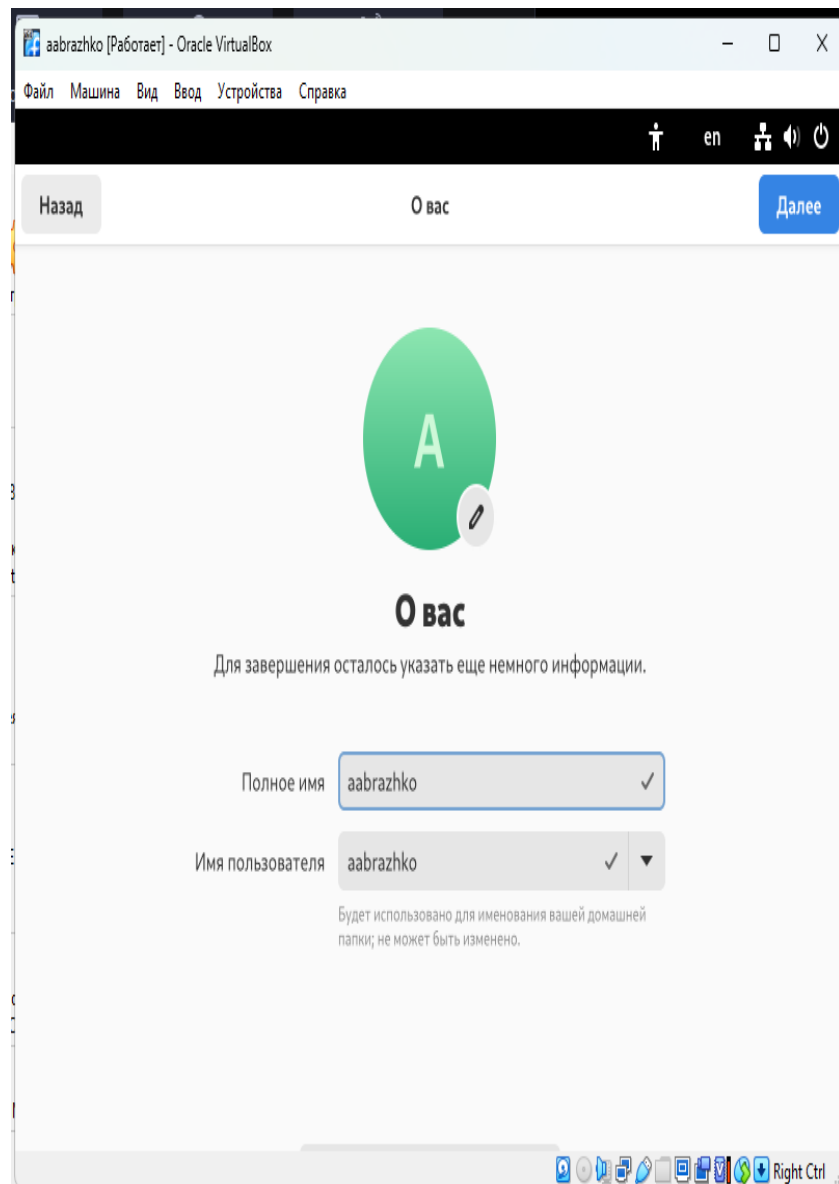 aabrazhko [Работает] - Oracle VirtualBox
Файл Машина Вид Ввод Устройства Справка
en
Назад О вас Далее
A
О вас
Для завершения осталось указать еще немного информации.
Полное имя aabrazhko
Имя пользователя aabrazhko
Будет использовано для именования вашей домашней
папки; не может быть изменено.
Right Ctrl